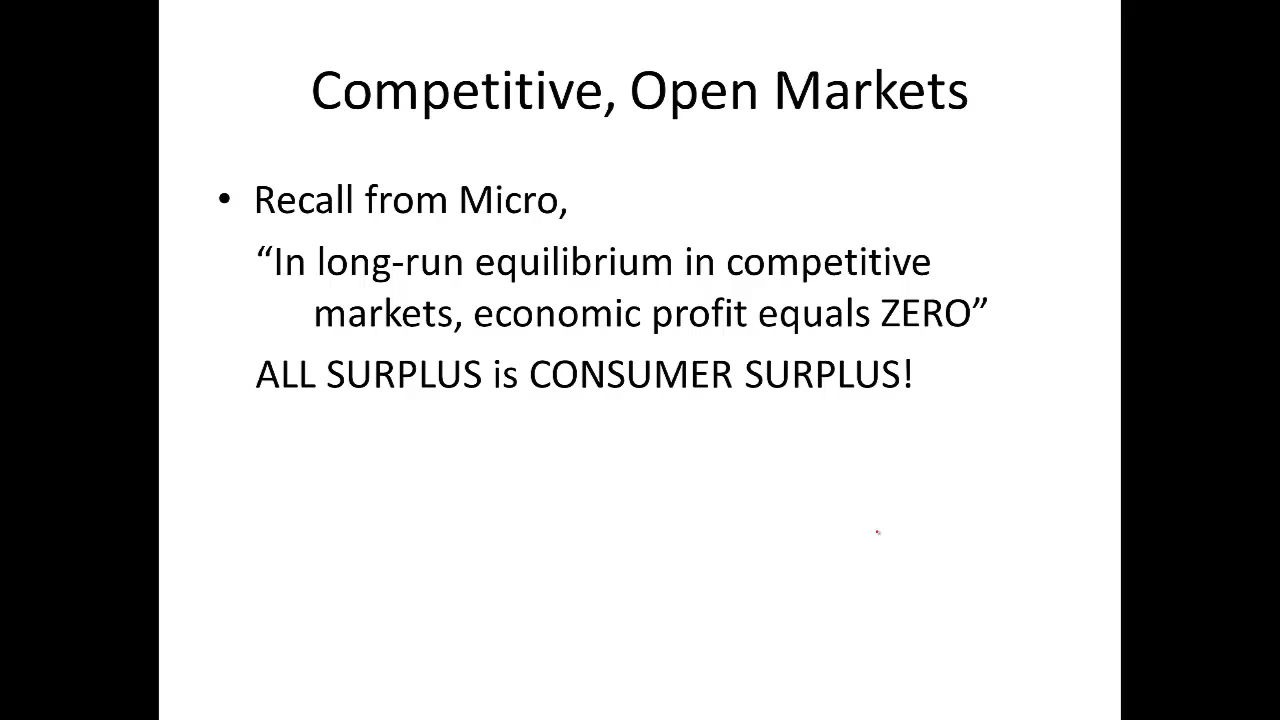 Competitive, Open Markets
• Recall from Micro,
“In long-run equilibrium in competitive
markets, economic profit equals ZERO”
ALL SURPLUS is CONSUMER SURPLUS!